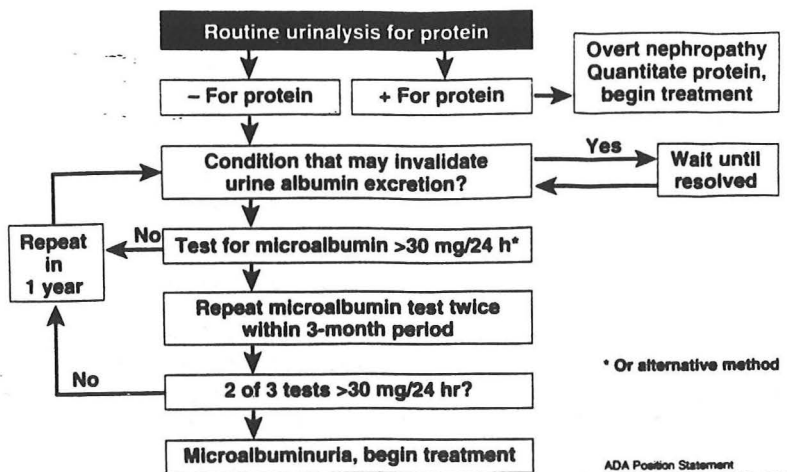 Routine urinalysis for protein
– For protein
+ For protein
Overt nephropathy
Quantitate protein,
begin treatment
Condition that may invalidate
urine albumin excretion?
Yes
Wait until
resolved
No
Repeat
in
1 year
Test for microalbumin >30 mg/24 h*
Repeat microalbumin test twice
within 3-month period
* Or alternative method
No
2 of 3 tests >30 mg/24 hr?
Microalbuminuria, begin treatment
ADA Position Statement